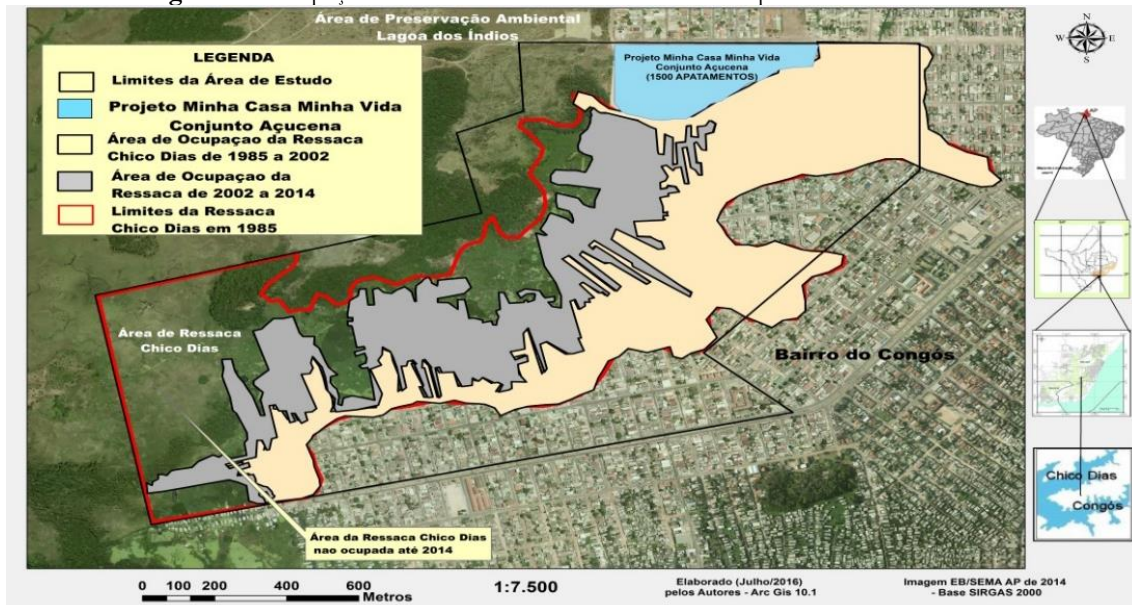 Área de Preservação Ambiental
Lagoa dos Índios
LEGENDA
Limites da Área de Estudo
Projeto Minha Casa Minha Vida
Conjunto Açucena
Área de Ocupaçao da Ressaca
Chico Dias de 1985 a 2002
Área de Ocupaçao da
Ressaca de 2002 a 2014
Limites da Ressaca
Chico Dias em 1985
Projeto Minha Casa Minha Vida
Conjunto Açucena
(1500 APATAMENTOS)
N
W E
S
Área de Ressaca
Chico Dias
Bairro do Congós
Chico Dias
Congós
Área da Ressaca Chico Dias
nao ocupada até 2014
0 100 200 400 600
Metros
1:7.500
Elaborado (Julho/2016)
pelos Autores - Arc Gis 10.1
Imagem EB/SEMA AP de 2014
- Base SIRGAS 2000